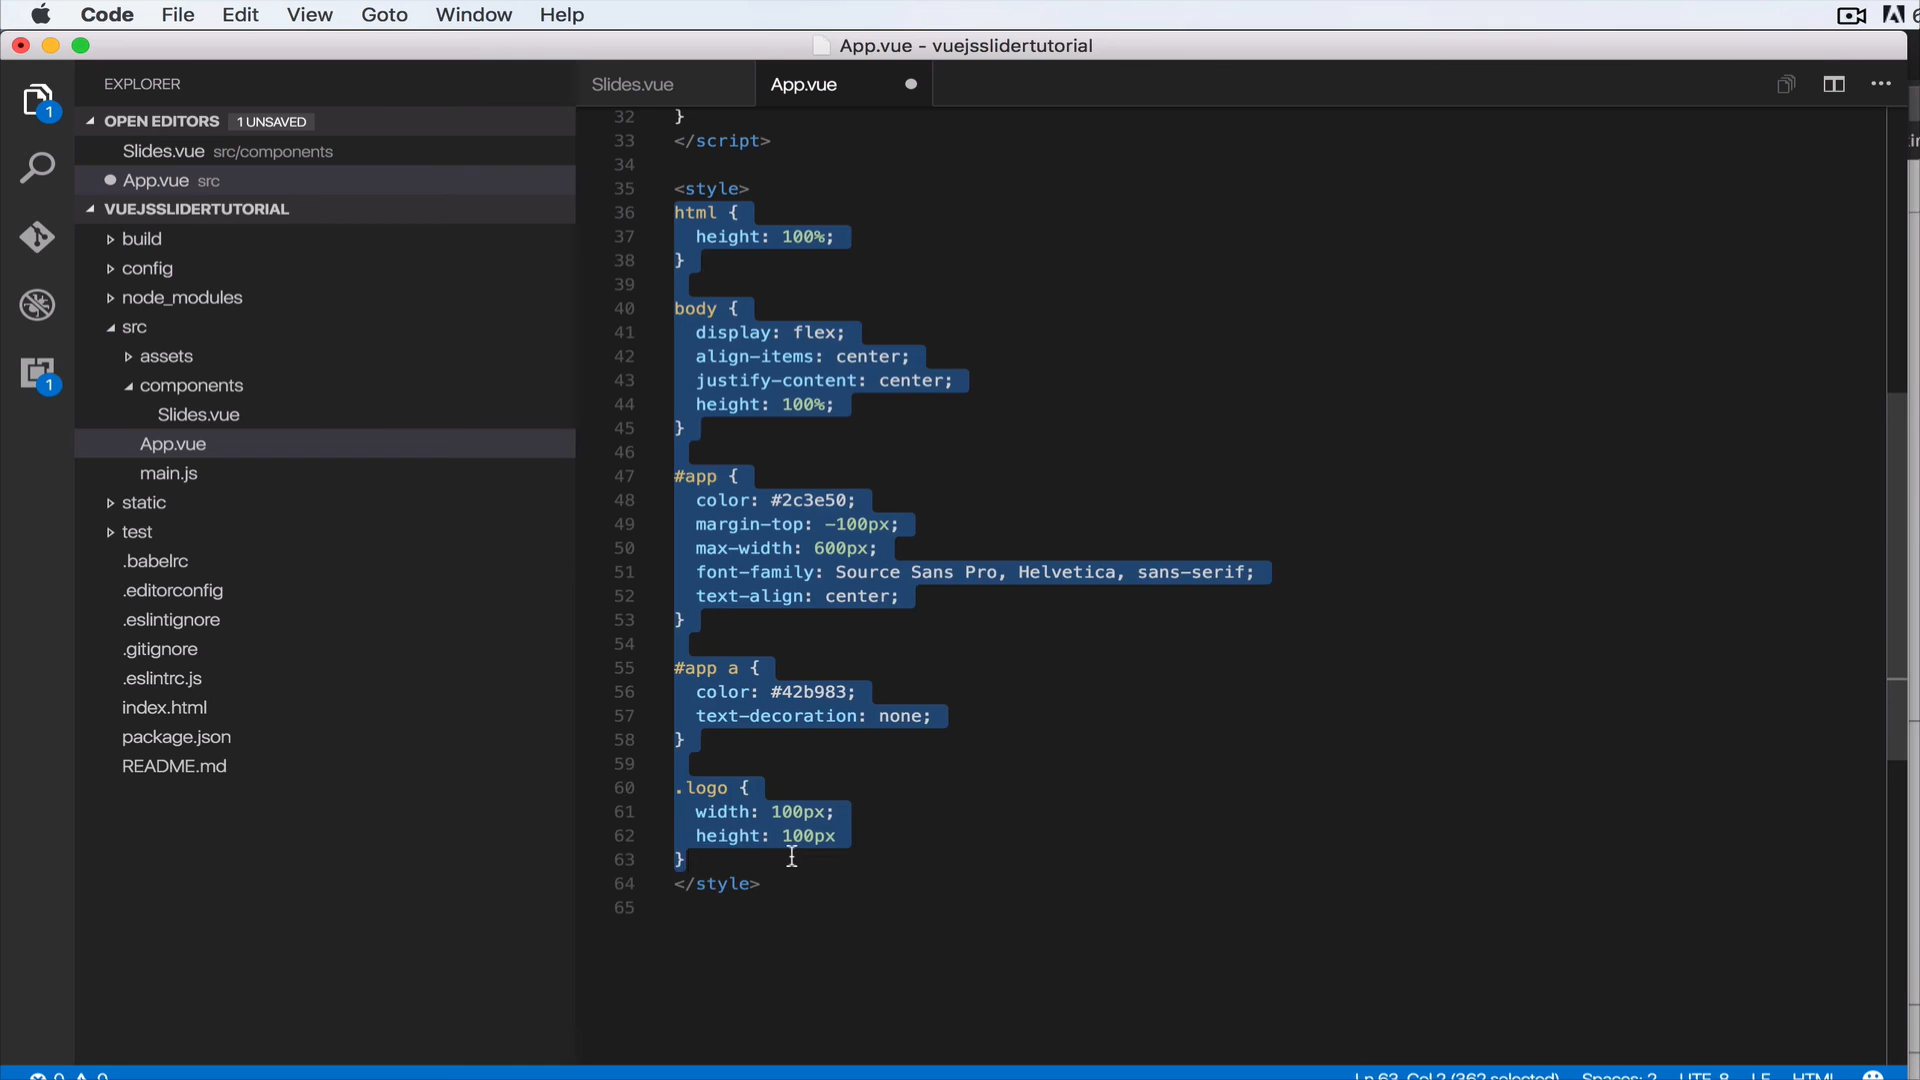 Code File Edit View Goto Window Help
App.vue - vuejsslidertutorial
EXPLORER
OPEN EDITORS 1 UNSAVED
Slides.vue src/components
App.vue src
VUEJSSLIDERTUTORIAL
build
config
node_modules
src
assets
components
Slides.vue
App.vue
main.js
static
test
.babelrc
.editorconfig
.eslintignore
.gitignore
.eslintrc.js
index.html
package.json
README.md
1
1
Slides.vue App.vue
32 }
33 </script>
34
35 <style>
36 html {
37 height: 100%;
38 }
39
40 body {
41 display: flex;
42 align-items: center;
43 justify-content: center;
44 height: 100%;
45 }
46
47 #app {
48 color: #2c3e50;
49 margin-top: -100px;
50 max-width: 600px;
51 font-family: Source Sans Pro, Helvetica, sans-serif;
52 text-align: center;
53 }
54
55 #app a {
56 color: #42b983;
57 text-decoration: none;
58 }
59
60 .logo {
61 width: 100px;
62 height: 100px
63 }
64 </style>
65
Ln 63, Col 2 (362 selected) Spaces: 2 UTF-8 LF HTML